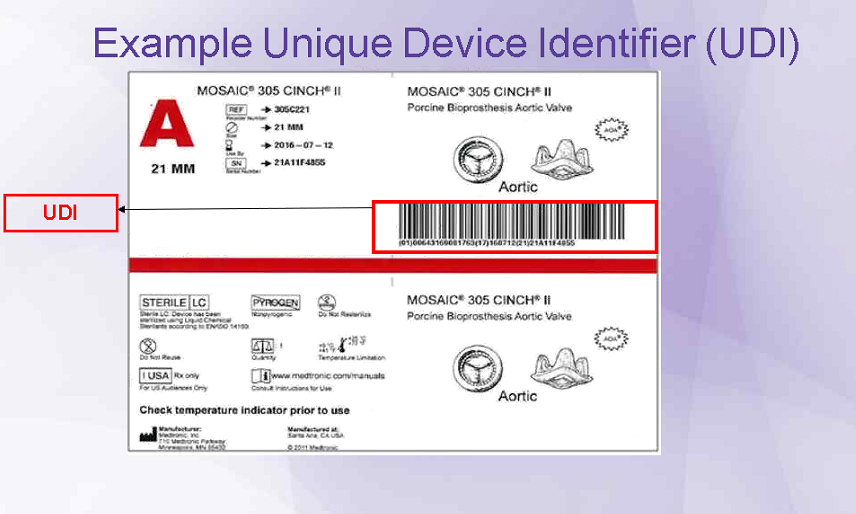 Example Unique Device Identifier (UDI)
MOSAIC® 305 CINCH® II
A
21 MM
REF → 305C221
Reorder Number
→ 21 MM
Size
→ 2016-07-12
Use By
SN → 21A11F4855
Serial Number
MOSAIC® 305 CINCH® II
Porcine Bioprosthesis Aortic Valve
AOA®
Aortic
UDI
(01)00643169001763(17)160712(21)21A11F4855
STERILE LC
Sterile LC: Device has been
sterilized using Liquid Chemical
Sterilants according to EN/ISO 14160.
PYROGEN
Nonpyrogenic
2
Do Not Resterilize
2
Do Not Reuse
1
Quantity
Temperature Limitation
! USA Rx only
For US Audiences Only
i www.medtronic.com/manuals
Consult Instructions for Use
Check temperature indicator prior to use
Manufacturer:
Medtronic, Inc.
710 Medtronic Parkway
Minneapolis, MN 55432
Manufactured at:
Santa Ana, CA USA
© 2011 Medtronic
MOSAIC® 305 CINCH® II
Porcine Bioprosthesis Aortic Valve
AOA®
Aortic